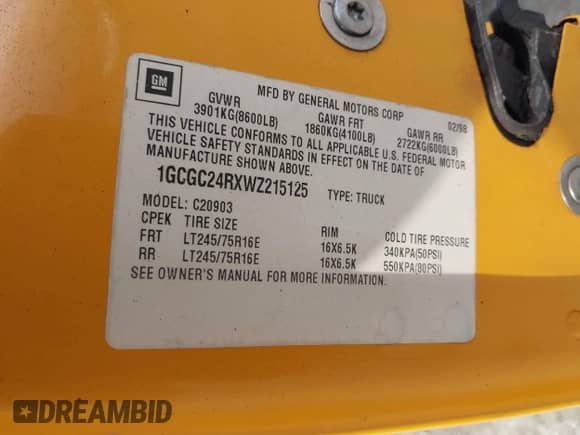 GM
MFD BY GENERAL MOTORS CORP
02/98
GVWR GAWR FRT GAWR RR
3901KG(8600LB) 1860KG(4100LB) 2722KG(6000LB)
THIS VEHICLE CONFORMS TO ALL APPLICABLE U.S. FEDERAL MOTOR
VEHICLE SAFETY STANDARDS IN EFFECT ON THE DATE OF
MANUFACTURE SHOWN ABOVE.
1GCGC24RXWZ215125 TYPE: TRUCK
MODEL: C20903
CPEK TIRE SIZE RIM COLD TIRE PRESSURE
FRT LT245/75R16E 16X6.5K 340KPA(50PSI)
RR LT245/75R16E 16X6.5K 550KPA(80PSI)
SEE OWNER'S MANUAL FOR MORE INFORMATION.
DREAMBID